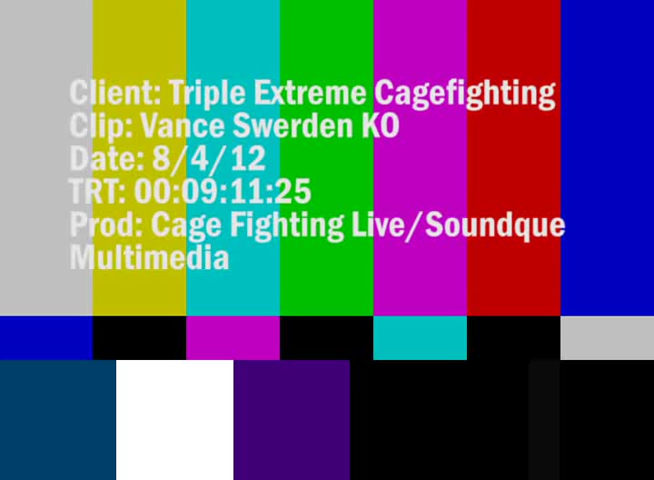 Client: Triple Extreme Cagefighting
Clip: Vance Swerden KO
Date: 8/4/12
TRT: 00:09:11:25
Prod: Cage Fighting Live/Soundque
Multimedia